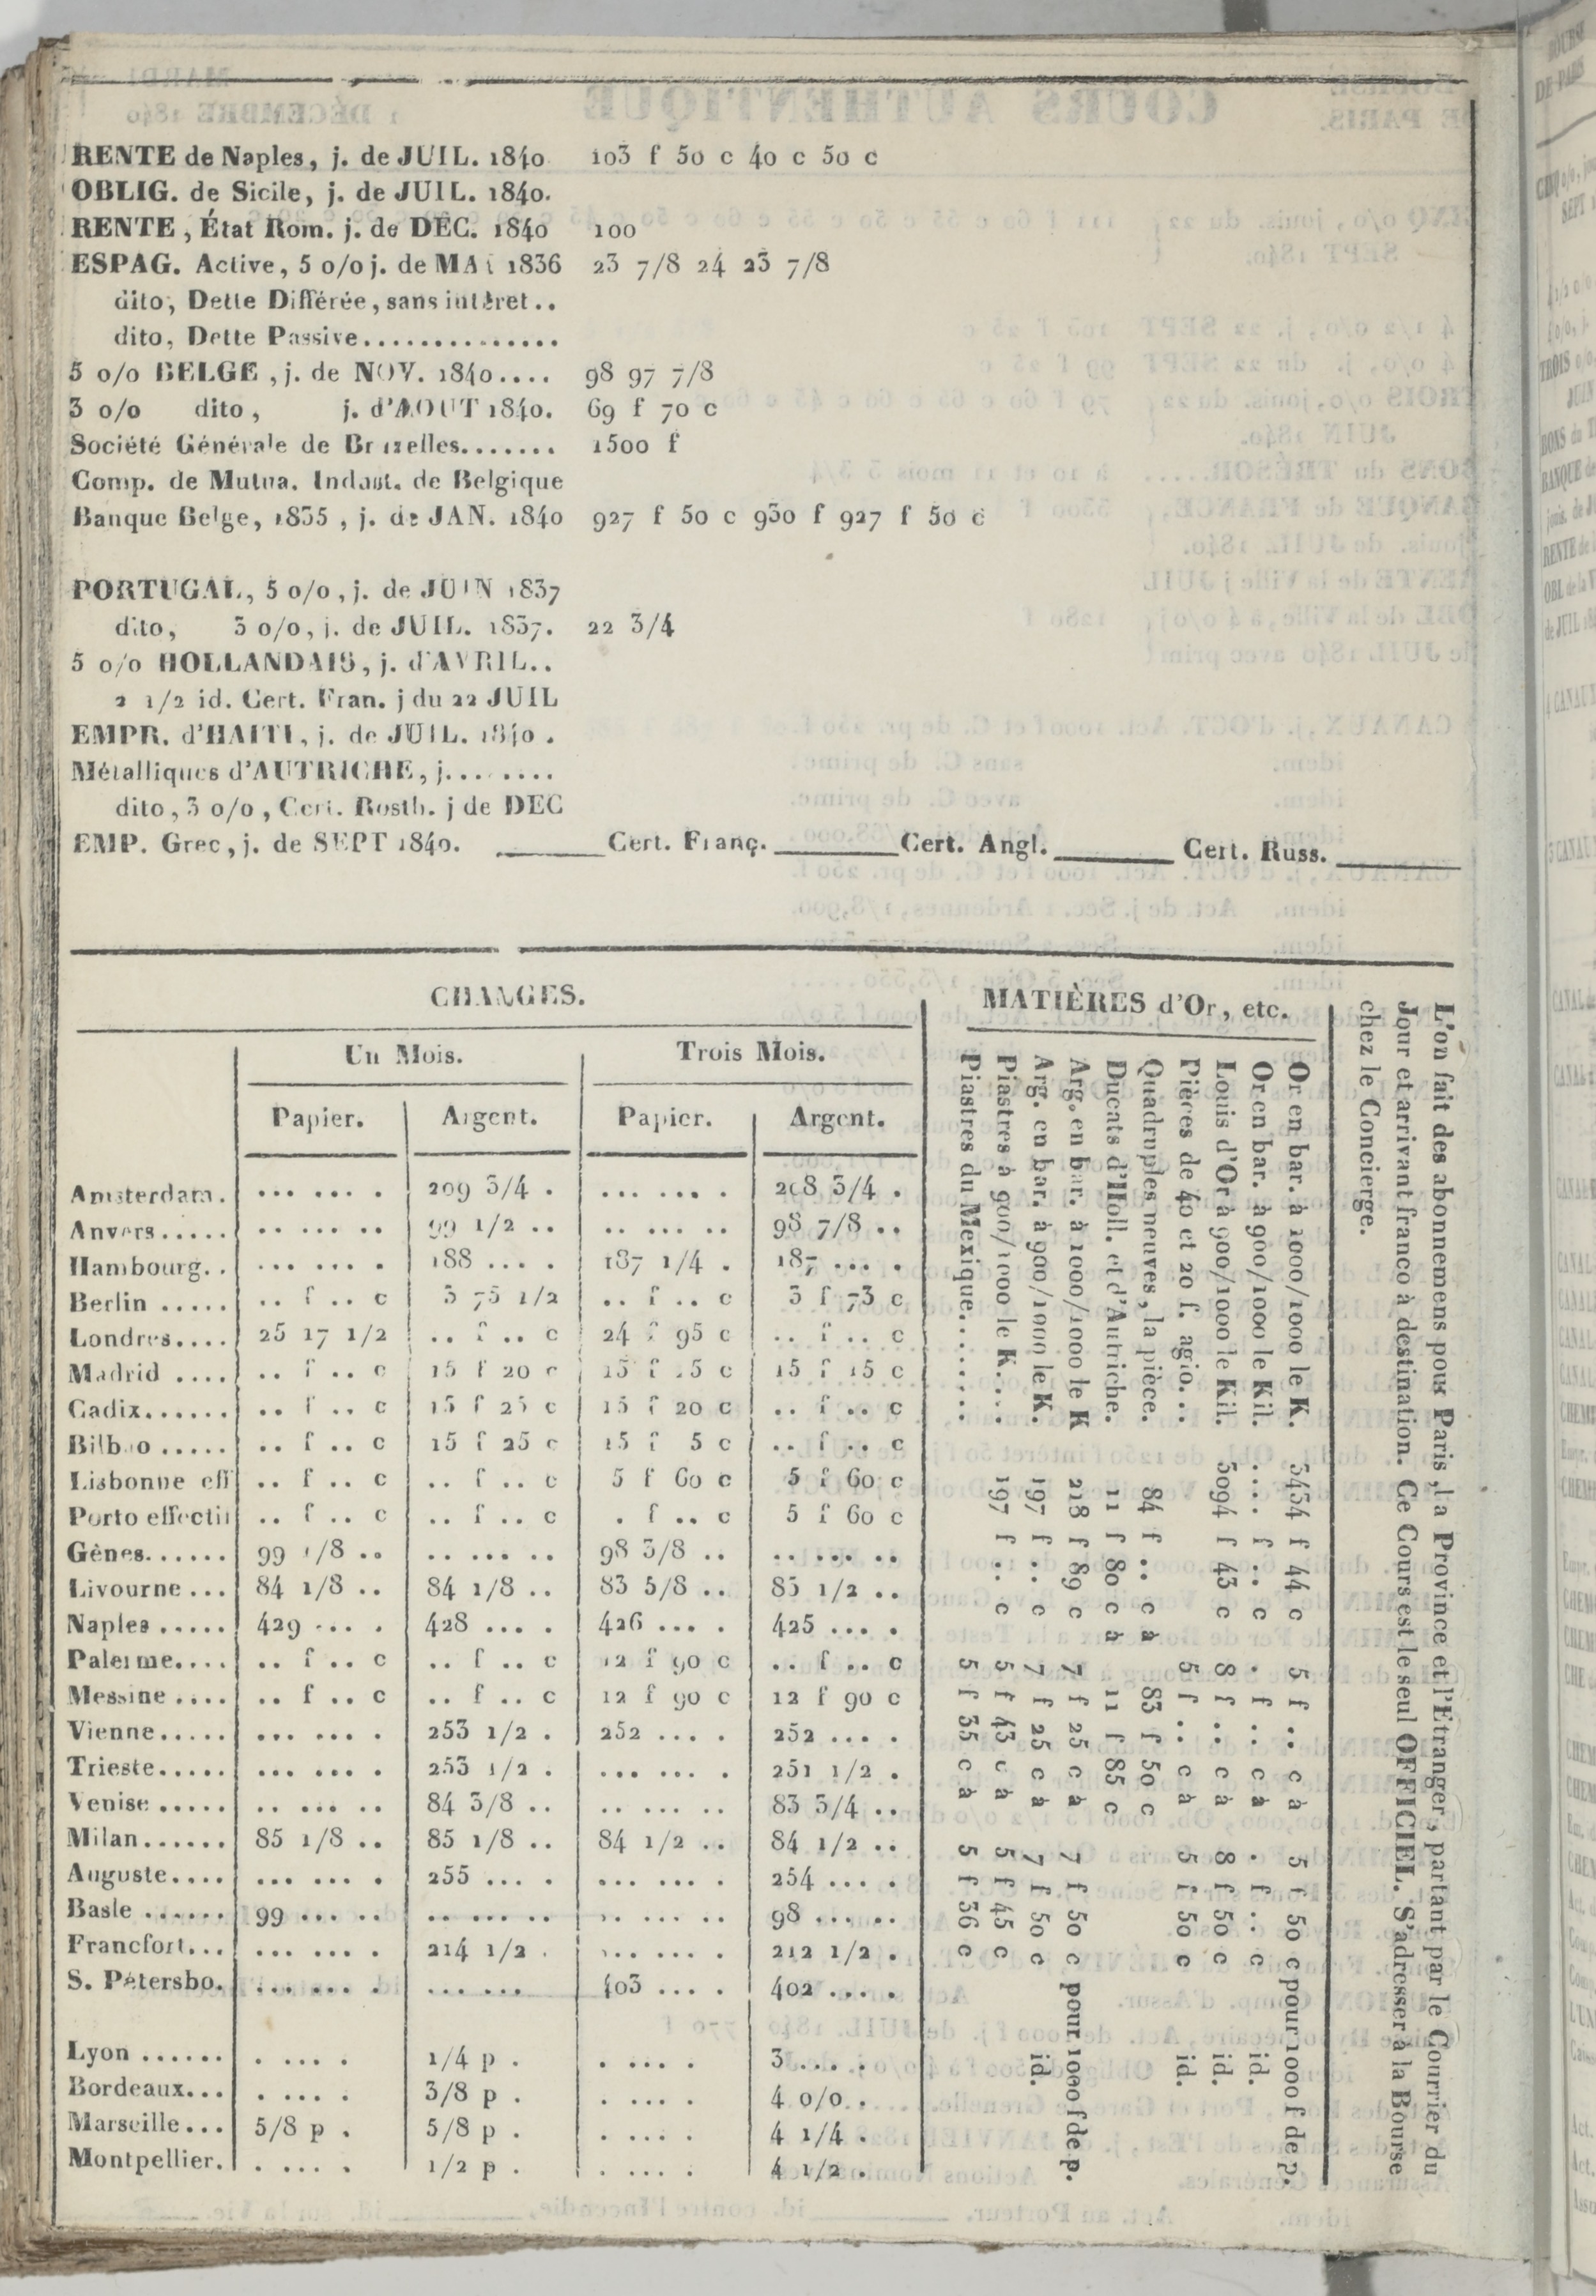 RENTE de Naples, j. de JUIL. 1840 103 f 50 c 40 c 50 c
OBLIG. de Sicile, j. de JUIL. 1840.
RENTE, État Rom. j. de DÉC. 1840 100
ESPAG. Active, 5 o/o j. de MAI 1836 23 7/8 24 23 7/8
dito, Dette Différée, sans intéret..
dito, Dette Passive..............
5 o/o BELGE, j. de NOV. 1840.... 98 97 7/8
3 o/o dito, j. d'AOUT 1840. 69 f 70 c
Société Générale de Bruxelles....... 1500 f
Comp. de Mutua. Indust. de Belgique
Banque Belge, 1835, j. de JAN. 1840 927 f 50 c 930 f 927 f 50 c
PORTUGAL, 5 o/o, j. de JUIN 1837
dito, 3 o/o, j. de JUIL. 1837. 22 3/4
5 o/o HOLLANDAIS, j. d'AVRIL..
2 1/2 id. Cert. Fran. j du 22 JUIL
EMPR. d'HAITI, j. de JUIL. 1840.
Métalliques d'AUTRICHE, j........
dito, 3 o/o, Cert. Rostb. j de DEC
EMP. Grec, j. de SEPT 1840. ____ Cert. Franç. ____ Cert. Angl. ____ Cert. Russ. ____
CHANGES.
Un Mois. Trois Mois.
Papier. Argent. Papier. Argent.
Amsterdam. ... ... . 209 3/4 . ... ... . 208 3/4 .
Anvers..... .. ... .. 99 1/2 .. .. ... .. 98 7/8 ..
Hambourg.. ... ... . 188 ... . 187 1/4 . 187 ... .
Berlin ..... .. f .. c 3 75 1/2 .. f .. c 3 f 73 c
Londres.... 25 17 1/2 .. f .. c 24 f 95 c .. f .. c
Madrid .... .. f .. c 15 f 20 c 15 f 15 c 15 f 15 c
Cadix...... .. f .. c 15 f 25 c 15 f 20 c .. f .. c
Bilbao ..... .. f .. c 15 f 25 c 15 f 5 c .. f .. c
Lisbonne eff .. f .. c .. f .. c 5 f 60 c 5 f 60 c
Porto effectif .. f .. c .. f .. c . f .. c 5 f 60 c
Gênes...... 99 1/8 .. .. ... .. 98 3/8 .. .. ... ..
Livourne ... 84 1/8 .. 84 1/8 .. 83 5/8 .. 83 1/2 ..
Naples ..... 429 ... . 428 ... . 426 ... . 425 ... .
Palerme.... .. f .. c .. f .. c 12 f 90 c .. f .. c
Messine .... .. f .. c .. f .. c 12 f 90 c 12 f 90 c
Vienne..... ... ... . 253 1/2 . 252 ... . 252 ... .
Trieste..... ... ... . 253 1/2 . ... ... . 251 1/2 .
Venise ..... .. ... .. 84 3/8 .. .. ... .. 83 3/4 ..
Milan...... 85 1/8 .. 85 1/8 .. 84 1/2 .. 84 1/2 ..
Auguste.... ... ... . 255 ... . ... ... . 254 ... .
Basle ...... 99 ... .. .. ... .. .. ... .. 98 ... ..
Francfort... ... ... . 214 1/2 . ... ... . 212 1/2 .
S. Pétersbo. ... ... . ... ... 403 ... . 402 ... .
Lyon ...... . ... . 1/4 p . . ... . 3 ... .
Bordeaux... . ... . 3/8 p . . ... . 4 o/o . .
Marseille... 5/8 p . 5/8 p . . ... . 4 1/4 .
Montpellier. . ... . 1/2 p . . ... . 4 1/2 .
MATIÈRES d'Or, etc.
Or en bar. à 1000/1000 le K. 3434 f 44 c 5 f .. c à 5 f 50 c pour 1000 f de p.
Or en bar. à 900/1000 le Kil. .... f .. c . f .. c à . f .. c id.
Louis d'Or à 900/1000 le Kil. 3094 f 43 c 8 f .. c à 8 f 50 c id.
Pièces de 40 et 20 f. agio... 5 f .. c à 5 f 50 c id.
Quadruples neuves, la pièce. 84 f .. c à 83 f 50 c
Ducats d'Holl. et d'Autriche. 11 f 80 c à 11 f 85 c
Arg. en bar. à 1000/1000 le K 218 f 89 c 7 f 25 c à 7 f 50 c pour 1000 f de p.
Arg. en bar. à 900/1000 le K. 197 f .. c 7 f 25 c à 7 f 50 c id.
Piastres à 900/1000 le K.... 197 f .. c 5 f 43 c à 5 f 45 c
Piastres du Mexique........ 5 f 35 c à 5 f 36 c
L'on fait des abonnemens pour Paris, la Province et l'Étranger, partant par le Courrier du
Jour et arrivant franco à destination. Ce Cours est le seul OFFICIEL. S'adresser à la Bourse
chez le Concierge.